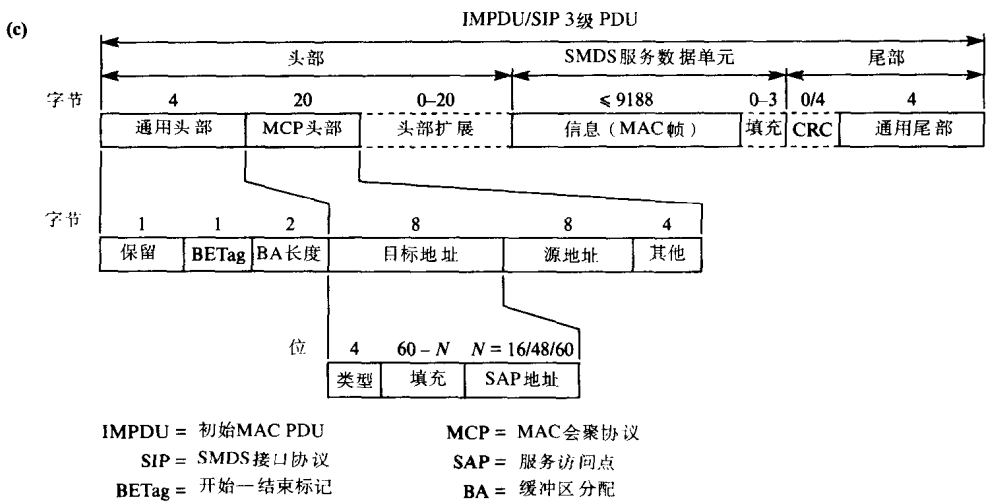 (c)
IMPDU/SIP 3级 PDU
头部 SMDS服务数据单元 尾部
字节 4 20 0–20 ≤9188 0–3 0/4 4
通用头部 MCP头部 头部扩展 信息（MAC帧） 填充 CRC 通用尾部
字节 1 1 2 8 8 4
保留 BETag BA长度 目标地址 源地址 其他
位 4 60 – N N = 16/48/60
类型 填充 SAP地址
IMPDU = 初始MAC PDU MCP = MAC会聚协议
SIP = SMDS接口协议 SAP = 服务访问点
BETag = 开始—结束标记 BA = 缓冲区分配